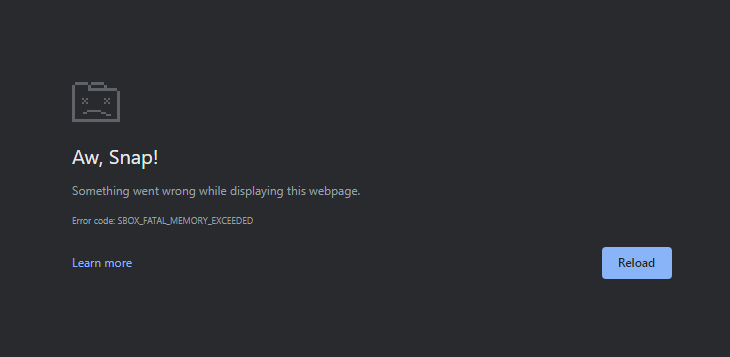 Aw, Snap!
Something went wrong while displaying this webpage.
Error code: SBOX_FATAL_MEMORY_EXCEEDED
Learn more
Reload